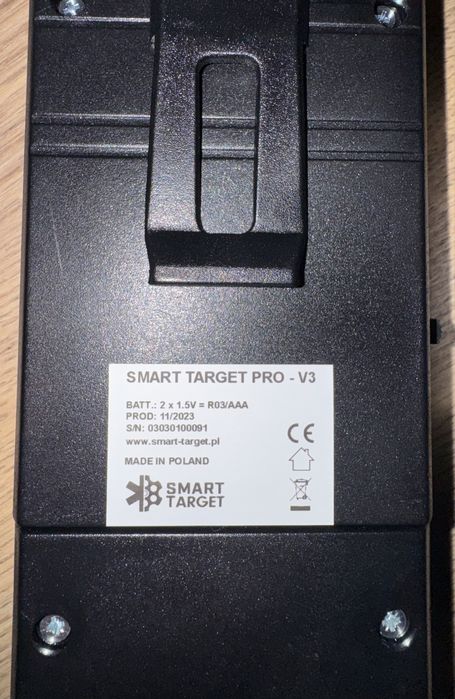 SMART TARGET PRO - V3
BATT.: 2 x 1.5V = R03/AAA
PROD: 11/2023
S/N: 03030100091
www.smart-target.pl
MADE IN POLAND
CE
SMART
TARGET